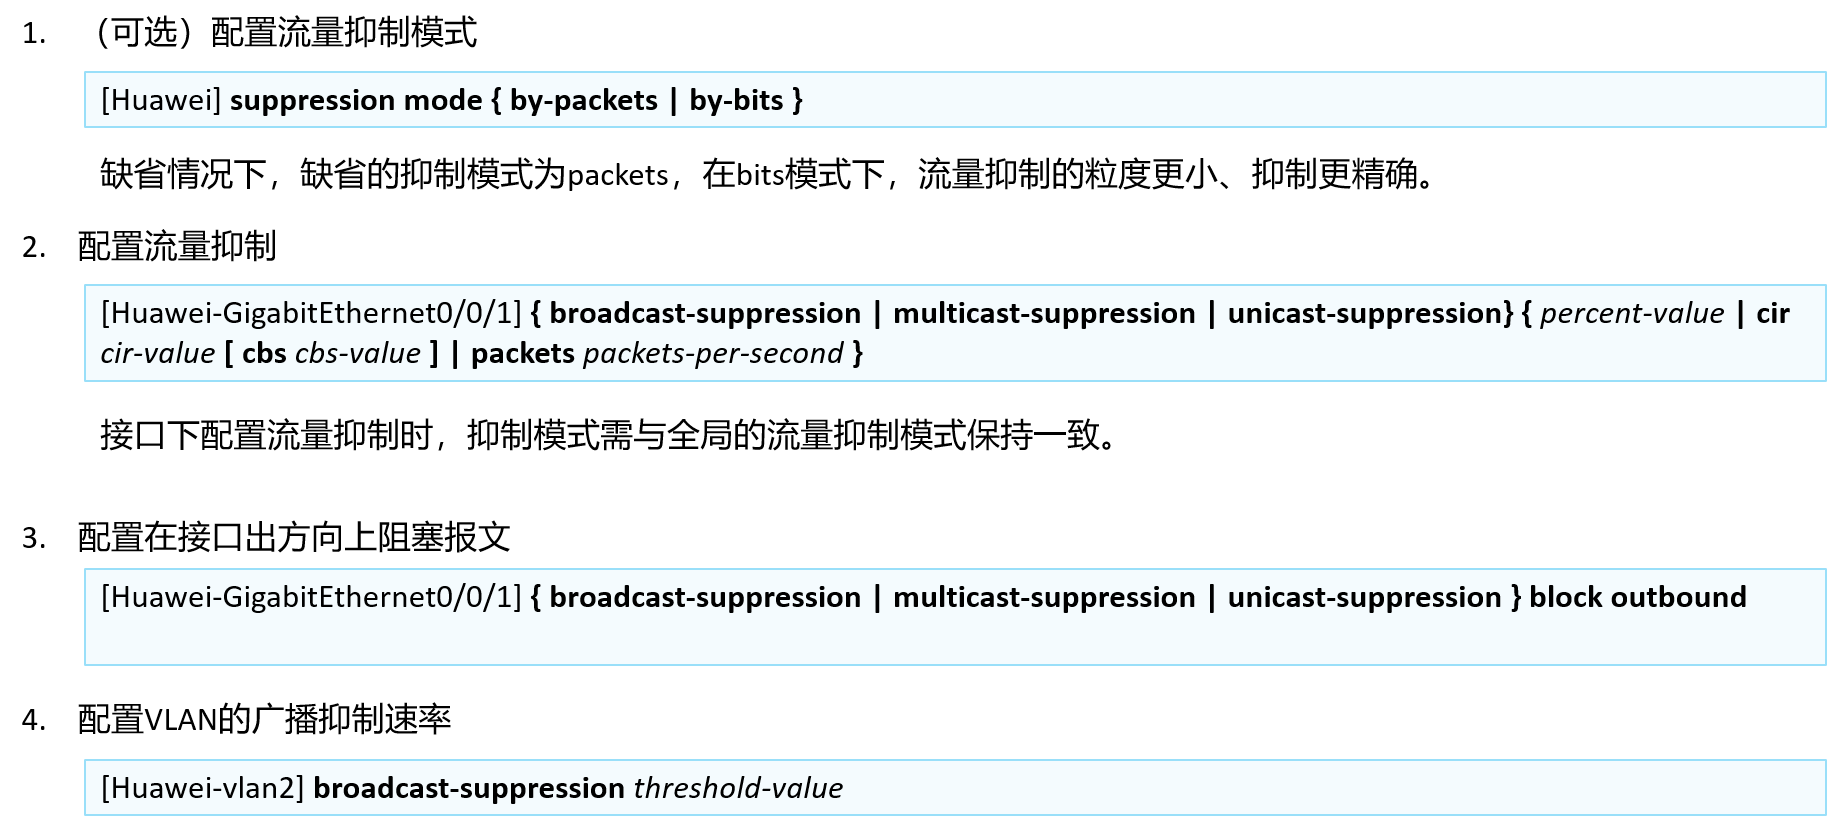 1. （可选）配置流量抑制模式
[Huawei] suppression mode { by-packets | by-bits }
缺省情况下，缺省的抑制模式为packets，在bits模式下，流量抑制的粒度更小、抑制更精确。
2. 配置流量抑制
[Huawei-GigabitEthernet0/0/1] { broadcast-suppression | multicast-suppression | unicast-suppression} { percent-value | cir
cir-value [ cbs cbs-value ] | packets packets-per-second }
接口下配置流量抑制时，抑制模式需与全局的流量抑制模式保持一致。
3. 配置在接口出方向上阻塞报文
[Huawei-GigabitEthernet0/0/1] { broadcast-suppression | multicast-suppression | unicast-suppression } block outbound
4. 配置VLAN的广播抑制速率
[Huawei-vlan2] broadcast-suppression threshold-value